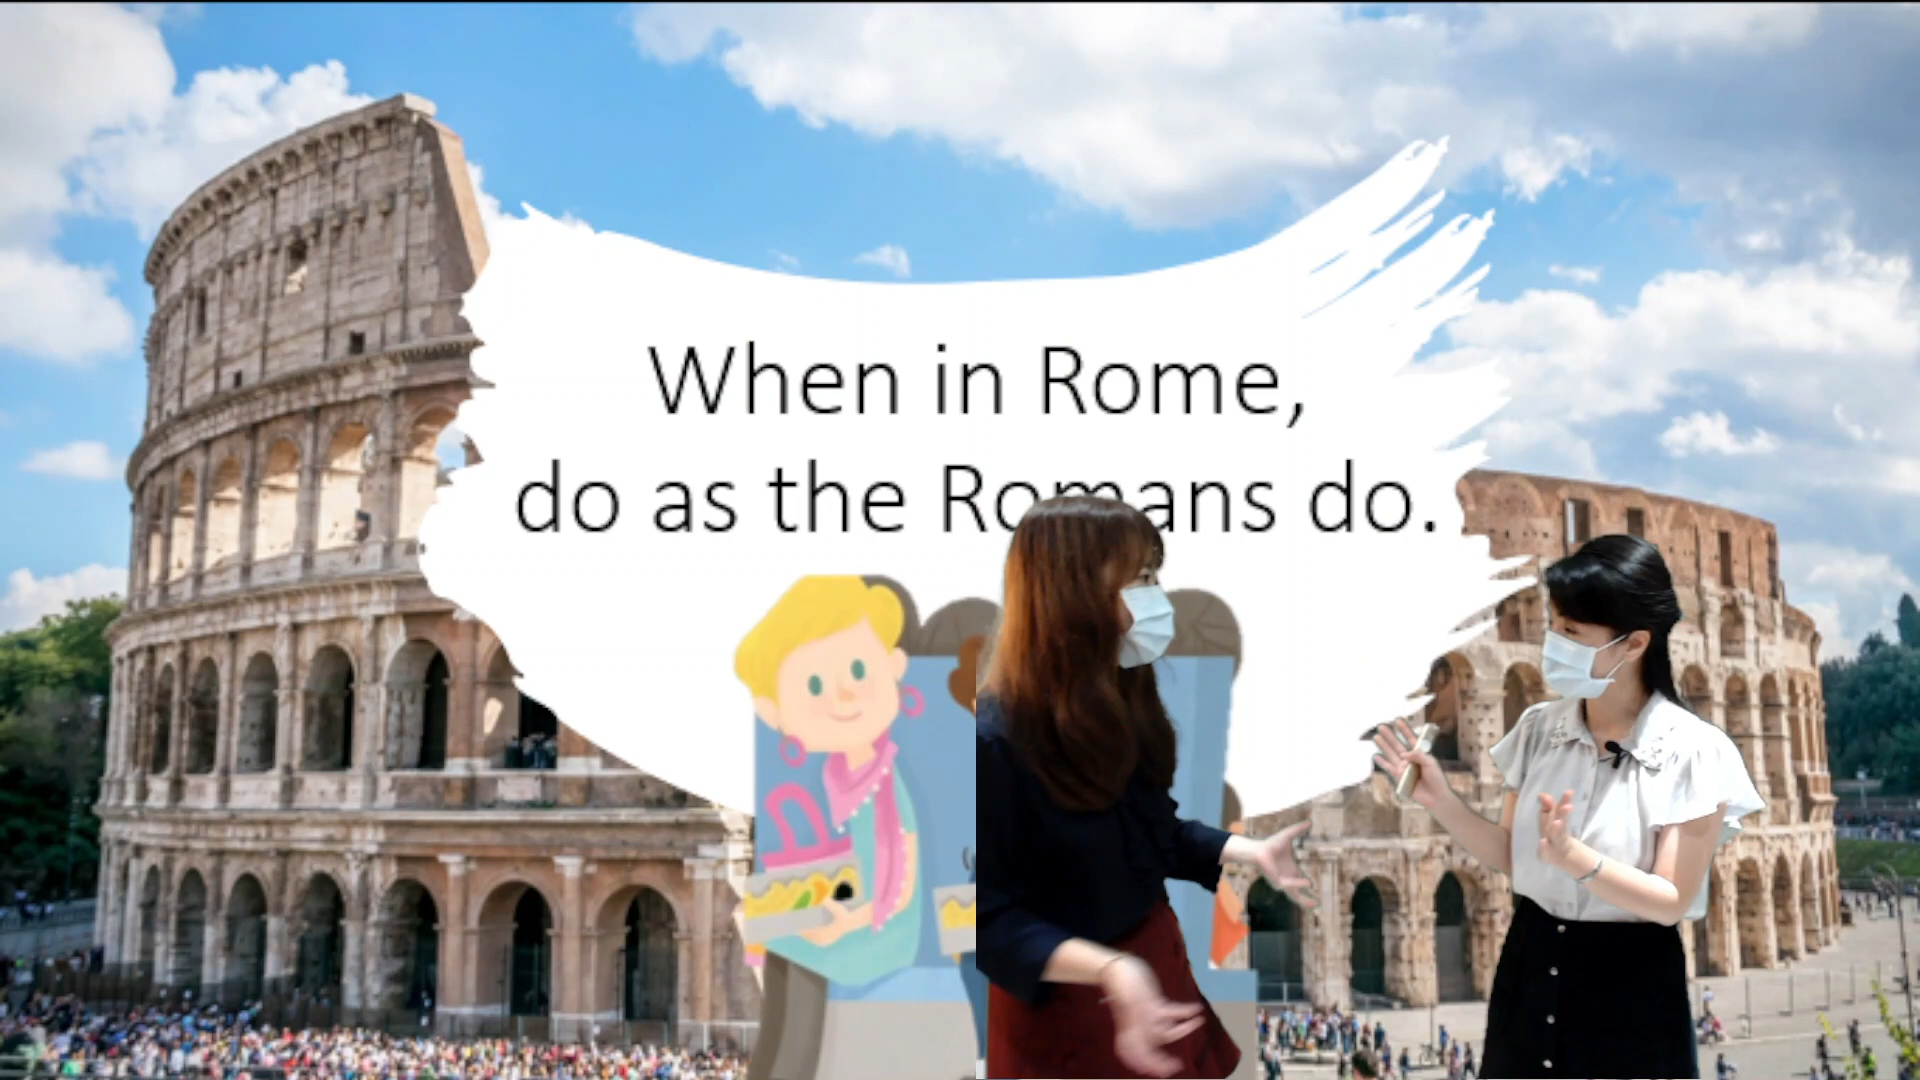 When in Rome,
do as the Romans do.